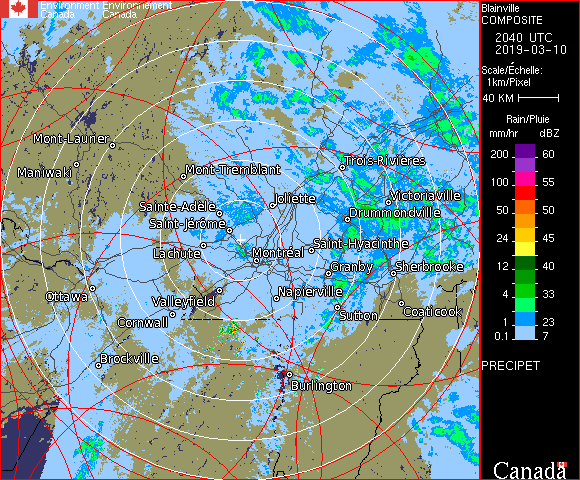 Environment Environnement
Canada Canada
Blainville
COMPOSITE
2040 UTC
2019-03-10
Scale/Échelle:
1km/Pixel
40 KM
Rain/Pluie
mm/hr dBZ
200 60
150 57
100 55
50 50
24 45
12 40
4 33
1 23
0.1 7
PRECIPET
Canada
Mont-Laurier
Maniwaki
Mont-Tremblant
Trois-Rivières
Victoriaville
Joliette
Sainte-Adèle
Drummondville
Saint-Jérôme
Lachute
Montréal
Saint-Hyacinthe
Granby
Sherbrooke
Ottawa
Valleyfield
Napierville
Cornwall
Sutton
Coaticook
Brockville
Burlington